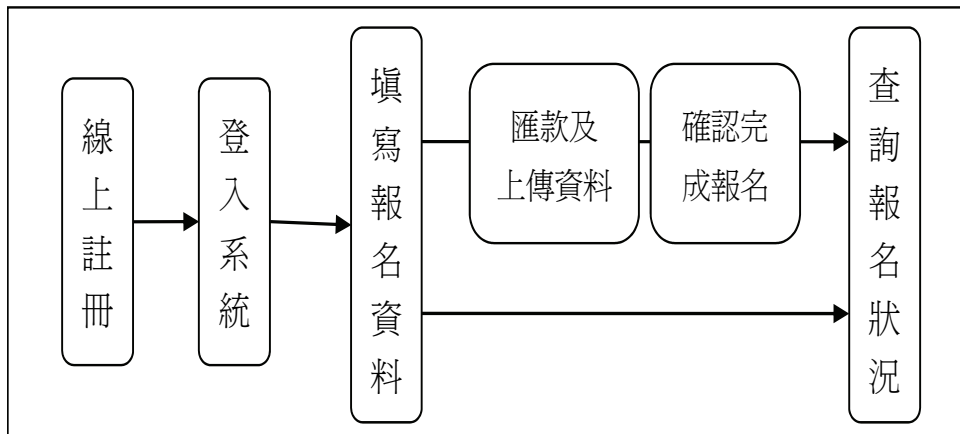 線上註冊
登入系統
填寫報名資料
匯款及
上傳資料
確認完
成報名
查詢報名狀況